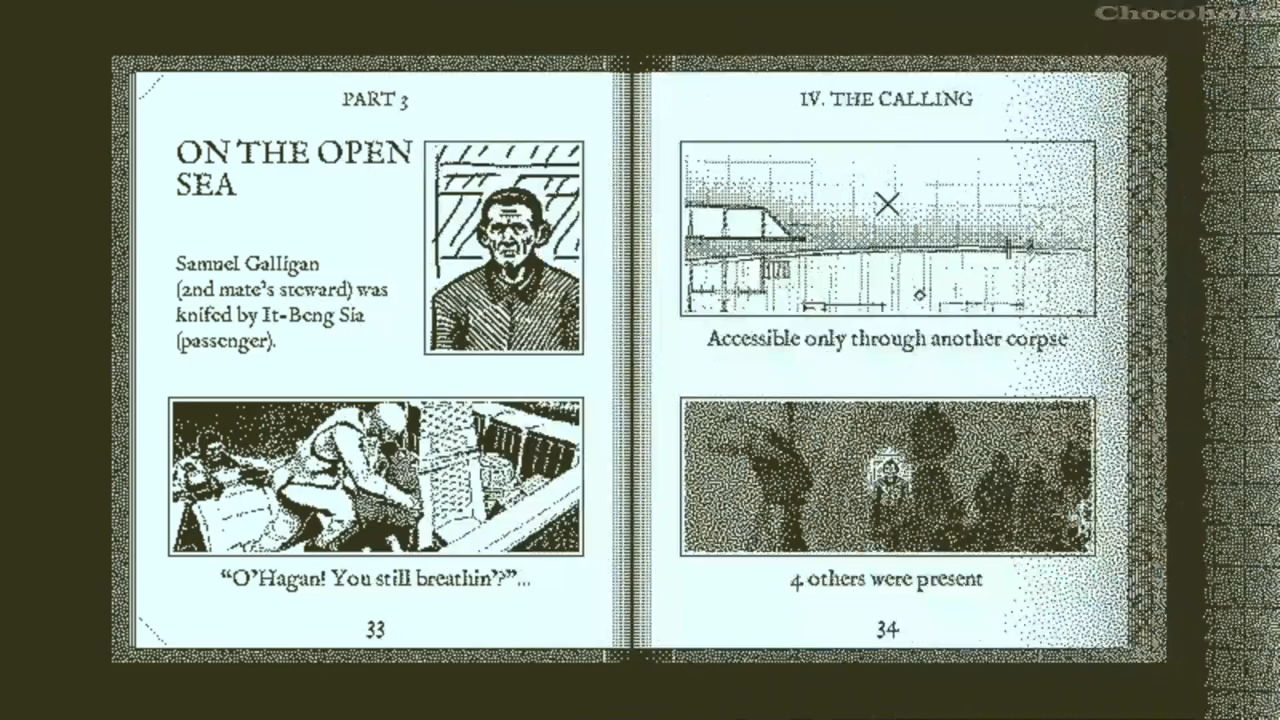 Chocoholic
PART 3
ON THE OPEN
SEA
Samuel Galligan
(2nd mate's steward) was
knifed by It-Beng Sia
(passenger).
"O'Hagan! You still breathin'?"...
33
IV. THE CALLING
Accessible only through another corpse
4 others were present
34